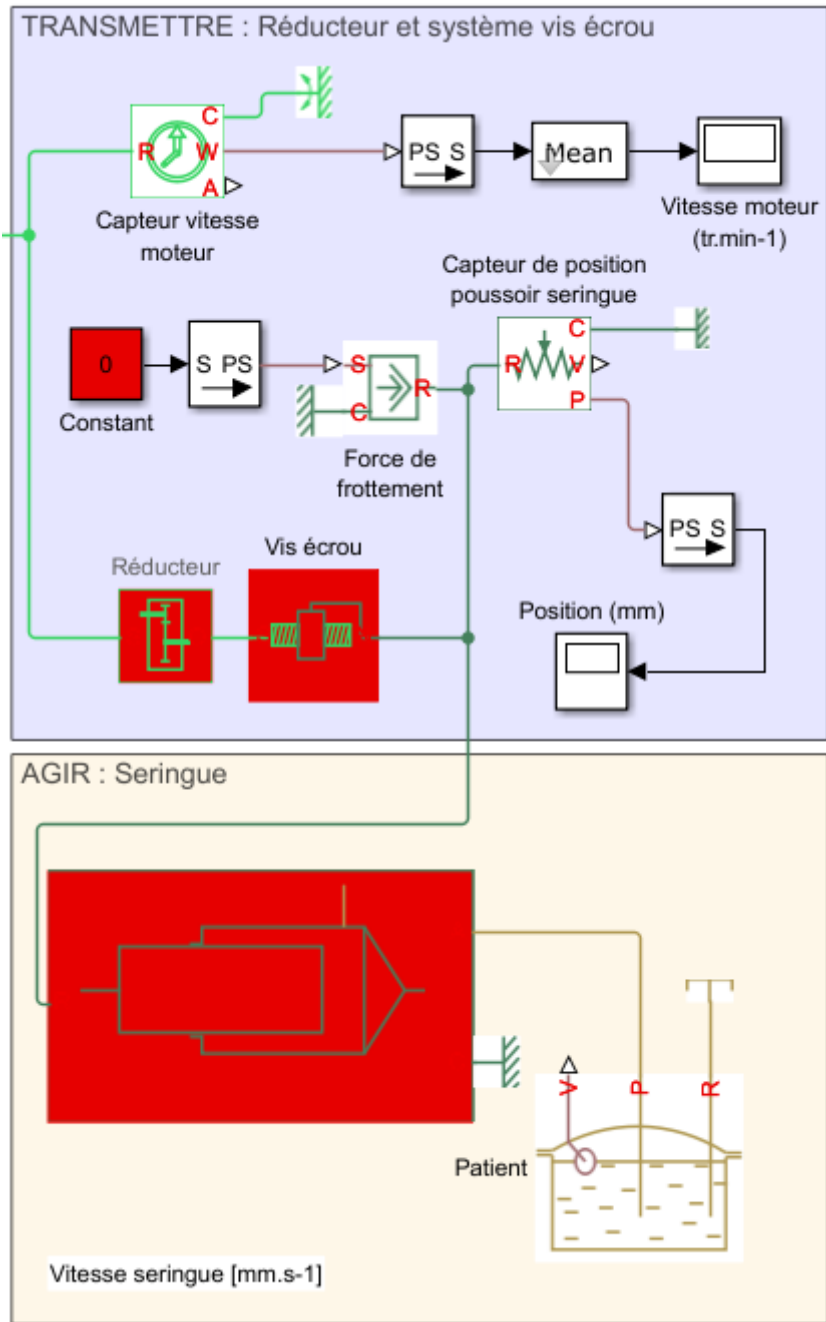 TRANSMETTRE : Réducteur et système vis écrou
C
R W
A
PS S
Mean
Capteur vitesse
moteur
Vitesse moteur
(tr.min-1)
Capteur de position
poussoir seringue
C
R V
P
0
S PS
S
R
C
Constant
Force de
frottement
PS S
Réducteur
Vis écrou
Position (mm)
AGIR : Seringue
V P R
Patient
Vitesse seringue [mm.s-1]